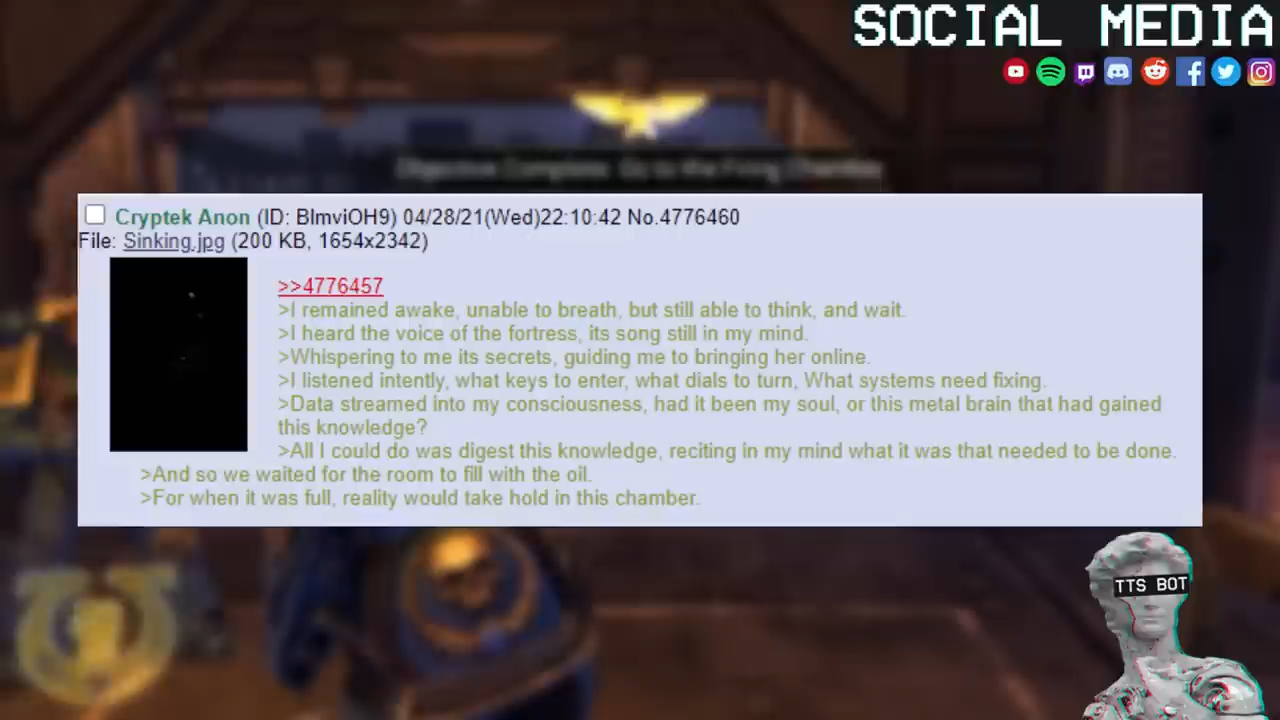 SOCIAL MEDIA
Objective Complete: Go to the Firing Chamber
Cryptek Anon (ID: BlmviOH9) 04/28/21(Wed)22:10:42 No.4776460
File: Sinking.jpg (200 KB, 1654x2342)
>>4776457
>I remained awake, unable to breath, but still able to think, and wait.
>I heard the voice of the fortress, its song still in my mind.
>Whispering to me its secrets, guiding me to bringing her online.
>I listened intently, what keys to enter, what dials to turn, What systems need fixing.
>Data streamed into my consciousness, had it been my soul, or this metal brain that had gained
this knowledge?
>All I could do was digest this knowledge, reciting in my mind what it was that needed to be done.
>And so we waited for the room to fill with the oil.
>For when it was full, reality would take hold in this chamber.
TTS BOT